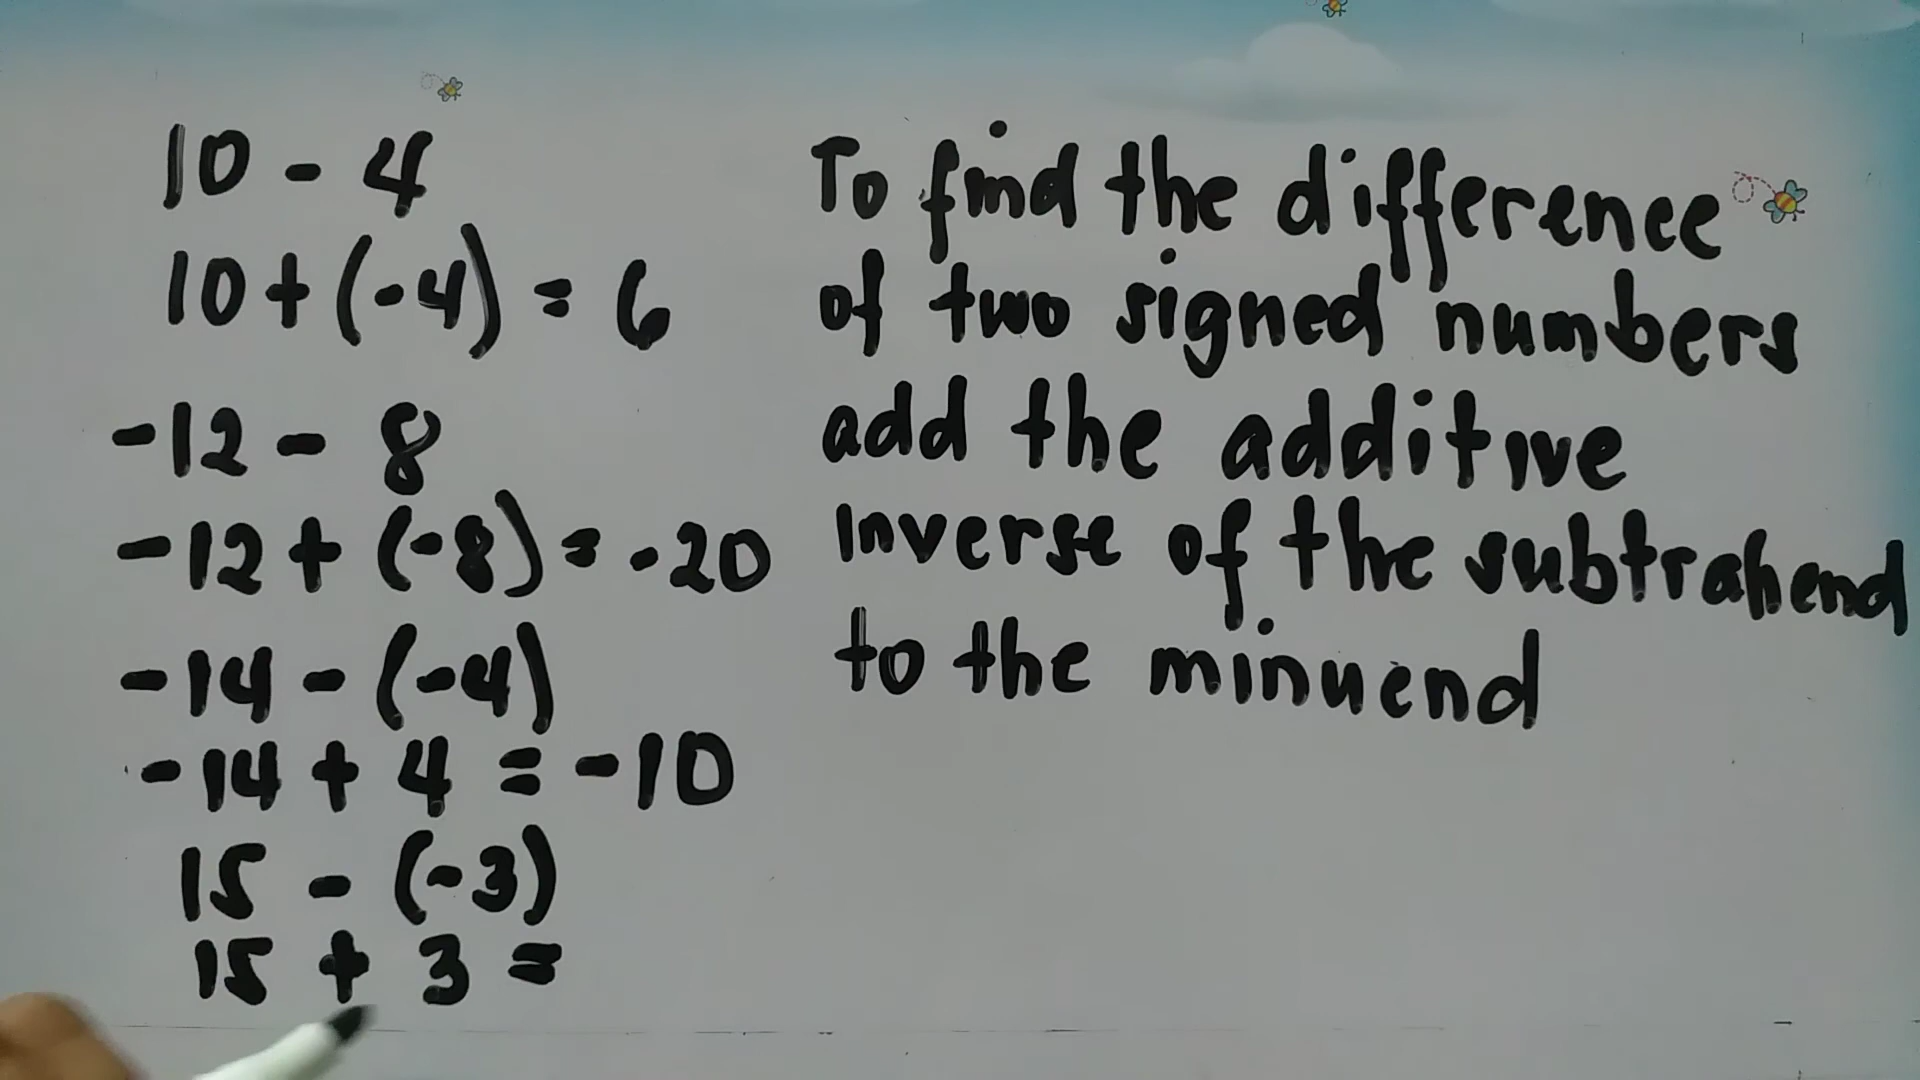 10 - 4
10 + (-4) = 6
-12 - 8
-12 + (-8) = -20
-14 - (-4)
-14 + 4 = -10
15 - (-3)
15 + 3 =
To find the difference
of two signed numbers
add the additive
inverse of the subtrahend
to the minuend